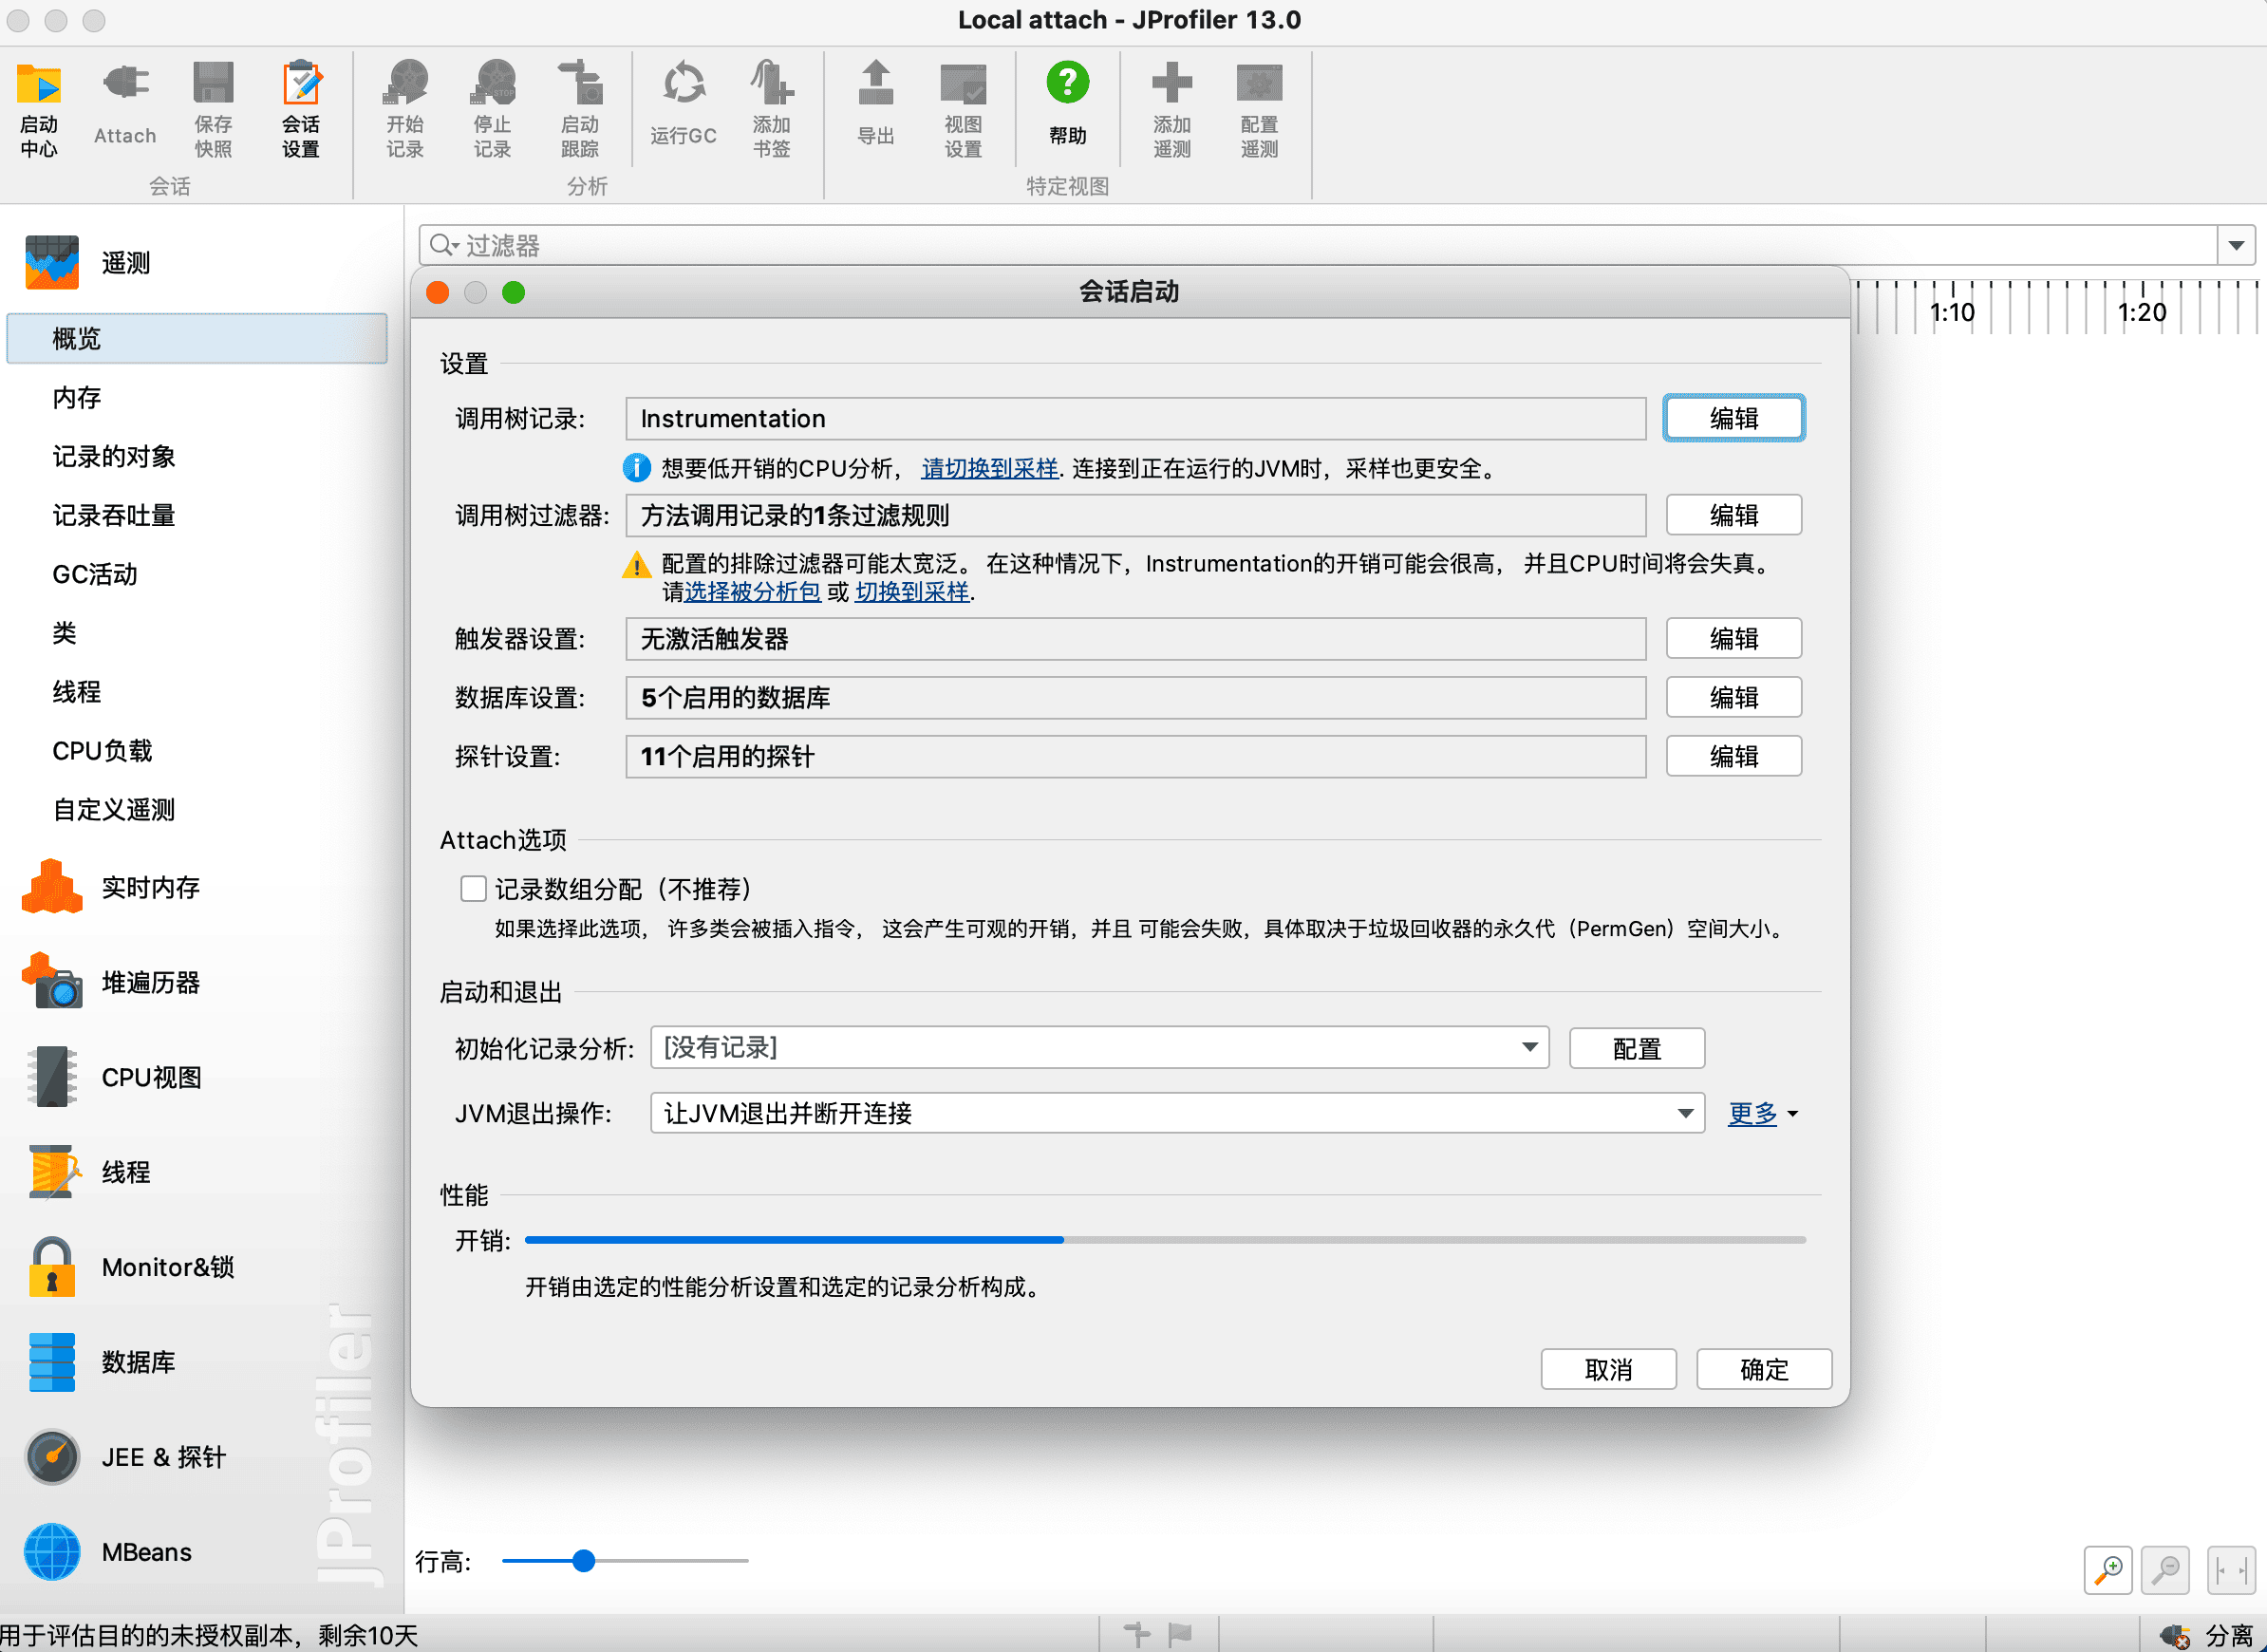 Local attach - JProfiler 13.0
启动
中心
Attach
保存
快照
会话
设置
开始
记录
停止
记录
启动
跟踪
运行GC
添加
书签
导出
视图
设置
帮助
添加
遥测
配置
遥测
会话
分析
特定视图
遥测
概览
内存
记录的对象
记录吞吐量
GC活动
类
线程
CPU负载
自定义遥测
实时内存
堆遍历器
CPU视图
线程
Monitor&锁
数据库
JEE & 探针
MBeans
JProfiler
过滤器
1:10
1:20
会话启动
设置
调用树记录:
Instrumentation
编辑
想要低开销的CPU分析， 请切换到采样. 连接到正在运行的JVM时，采样也更安全。
调用树过滤器:
方法调用记录的1条过滤规则
编辑
配置的排除过滤器可能太宽泛。 在这种情况下，Instrumentation的开销可能会很高， 并且CPU时间将会失真。
请选择被分析包 或 切换到采样.
触发器设置:
无激活触发器
编辑
数据库设置:
5个启用的数据库
编辑
探针设置:
11个启用的探针
编辑
Attach选项
记录数组分配（不推荐）
如果选择此选项， 许多类会被插入指令， 这会产生可观的开销，并且 可能会失败，具体取决于垃圾回收器的永久代（PermGen）空间大小。
启动和退出
初始化记录分析:
[没有记录]
配置
JVM退出操作:
让JVM退出并断开连接
更多
性能
开销:
开销由选定的性能分析设置和选定的记录分析构成。
取消
确定
行高:
用于评估目的的未授权副本，剩余10天
分离